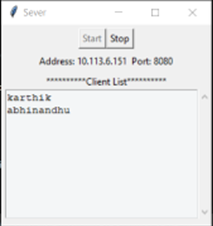 Sever
Start Stop
Address: 10.113.6.151 Port: 8080
**********Client List**********
karthik
abhinandhu